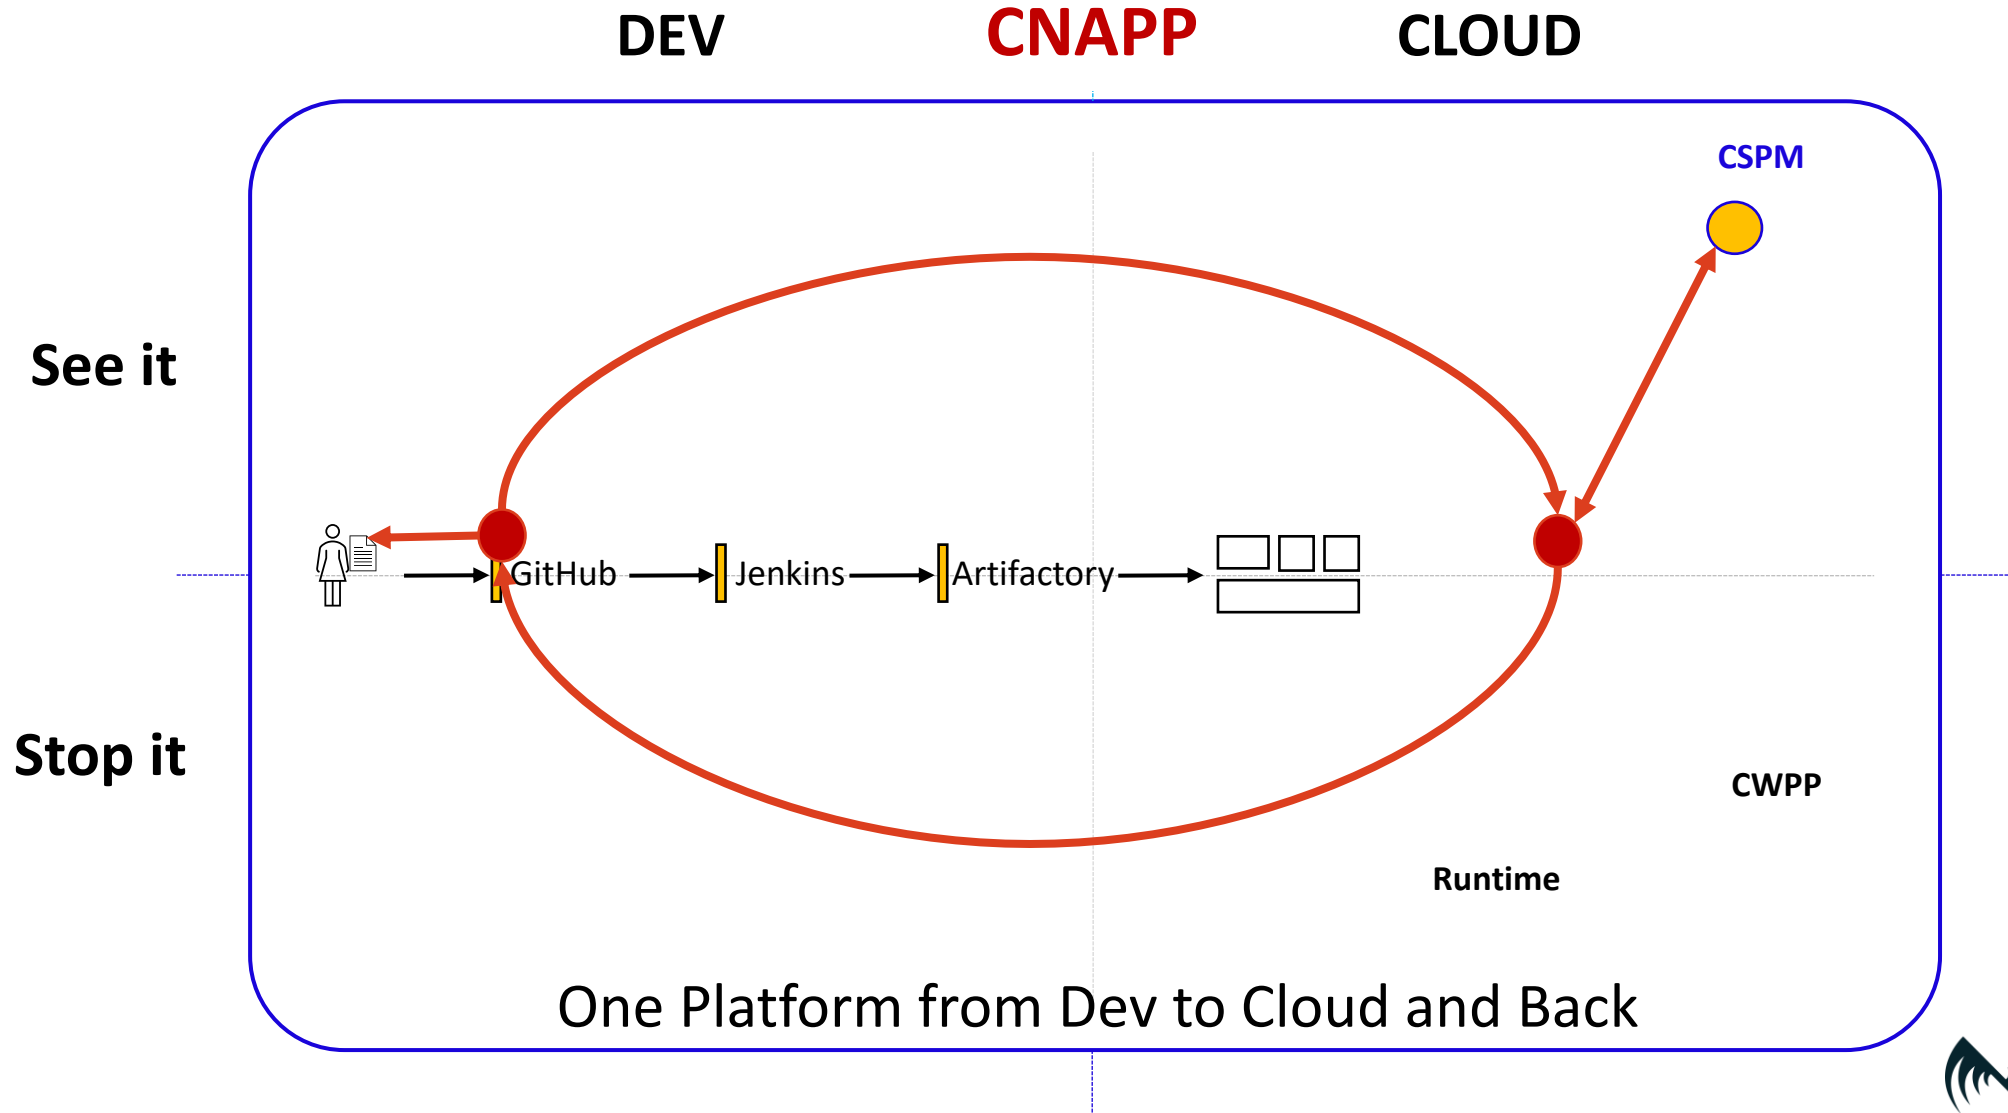 DEV
CNAPP
CLOUD
CSPM
See it
GitHub
Jenkins
Artifactory
Stop it
CWPP
Runtime
One Platform from Dev to Cloud and Back